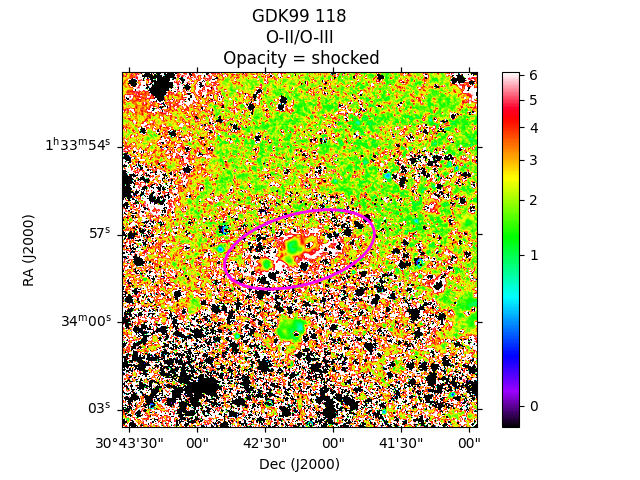 GDK99 118
O-II/O-III
Opacity = shocked
6
5
4
3
2
1
0
1ʰ33ᵐ54ˢ
57ˢ
34ᵐ00ˢ
03ˢ
RA (J2000)
30°43'30" 00" 42'30" 00" 41'30" 00"
Dec (J2000)